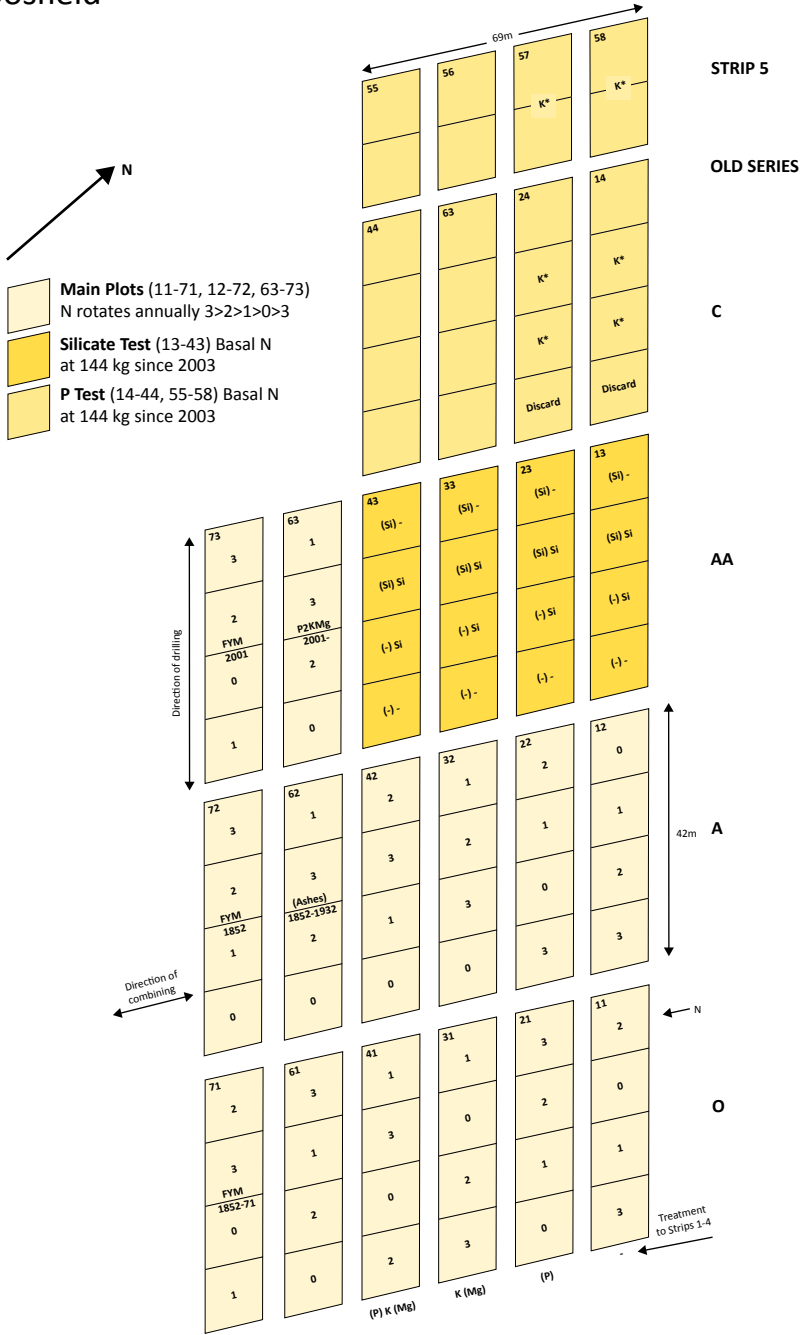 osfield
69m
58
57
56
55
K*
K*
STRIP 5
N
OLD SERIES
14
24
63
44
K*
K*
K*
K*
Discard
Discard
C
Main Plots (11-71, 12-72, 63-73)
N rotates annually 3>2>1>0>3
Silicate Test (13-43) Basal N
at 144 kg since 2003
P Test (14-44, 55-58) Basal N
at 144 kg since 2003
13
23
33
43
(Si) -
(Si) -
(Si) -
(Si) -
(Si) Si
(Si) Si
(Si) Si
(Si) Si
(-) Si
(-) Si
(-) Si
(-) Si
(-) -
(-) -
(-) -
(-) -
63
1
3
P2KMg
2001-
2
0
73
3
2
FYM
2001
0
1
AA
Direction of drilling
12
0
1
2
3
22
2
1
0
3
32
1
2
3
0
42
2
3
1
0
62
1
3
(Ashes)
1852-1932
2
0
72
3
2
FYM
1852
1
0
42m
A
Direction of
combining
11
2
0
1
3
21
3
2
1
0
31
1
0
2
3
41
1
3
0
2
61
3
1
2
0
71
2
3
FYM
1852-71
0
1
N
O
Treatment
to Strips 1-4
-
(P)
K (Mg)
(P) K (Mg)